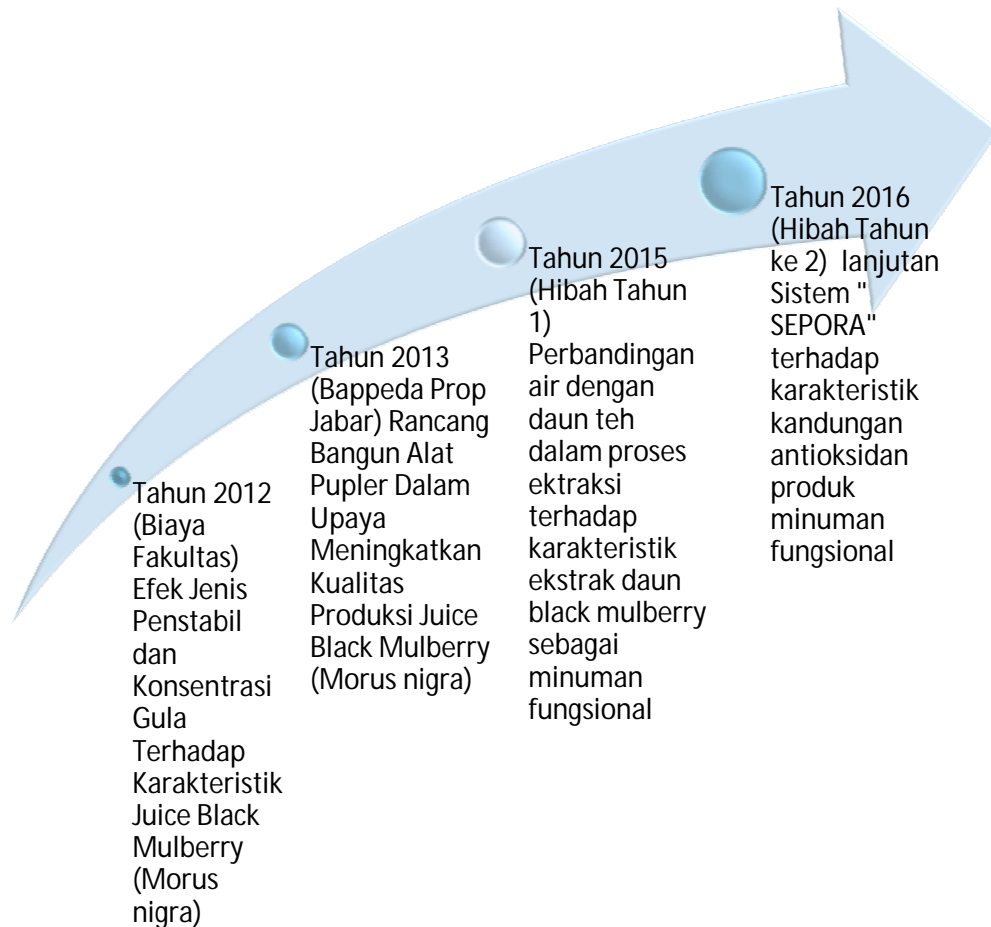 Tahun 2012
(Biaya
Fakultas)
Efek Jenis
Penstabil
dan
Konsentrasi
Gula
Terhadap
Karakteristik
Juice Black
Mulberry
(Morus
nigra)
Tahun 2013
(Bappeda Prop
Jabar) Rancang
Bangun Alat
Pupler Dalam
Upaya
Meningkatkan
Kualitas
Produksi Juice
Black Mulberry
(Morus nigra)
Tahun 2015
(Hibah Tahun
1)
Perbandingan
air dengan
daun teh
dalam proses
ektraksi
terhadap
karakteristik
ekstrak daun
black mulberry
sebagai
minuman
fungsional
Tahun 2016
(Hibah Tahun
ke 2) lanjutan
Sistem "
SEPORA"
terhadap
karakteristik
kandungan
antioksidan
produk
minuman
fungsional